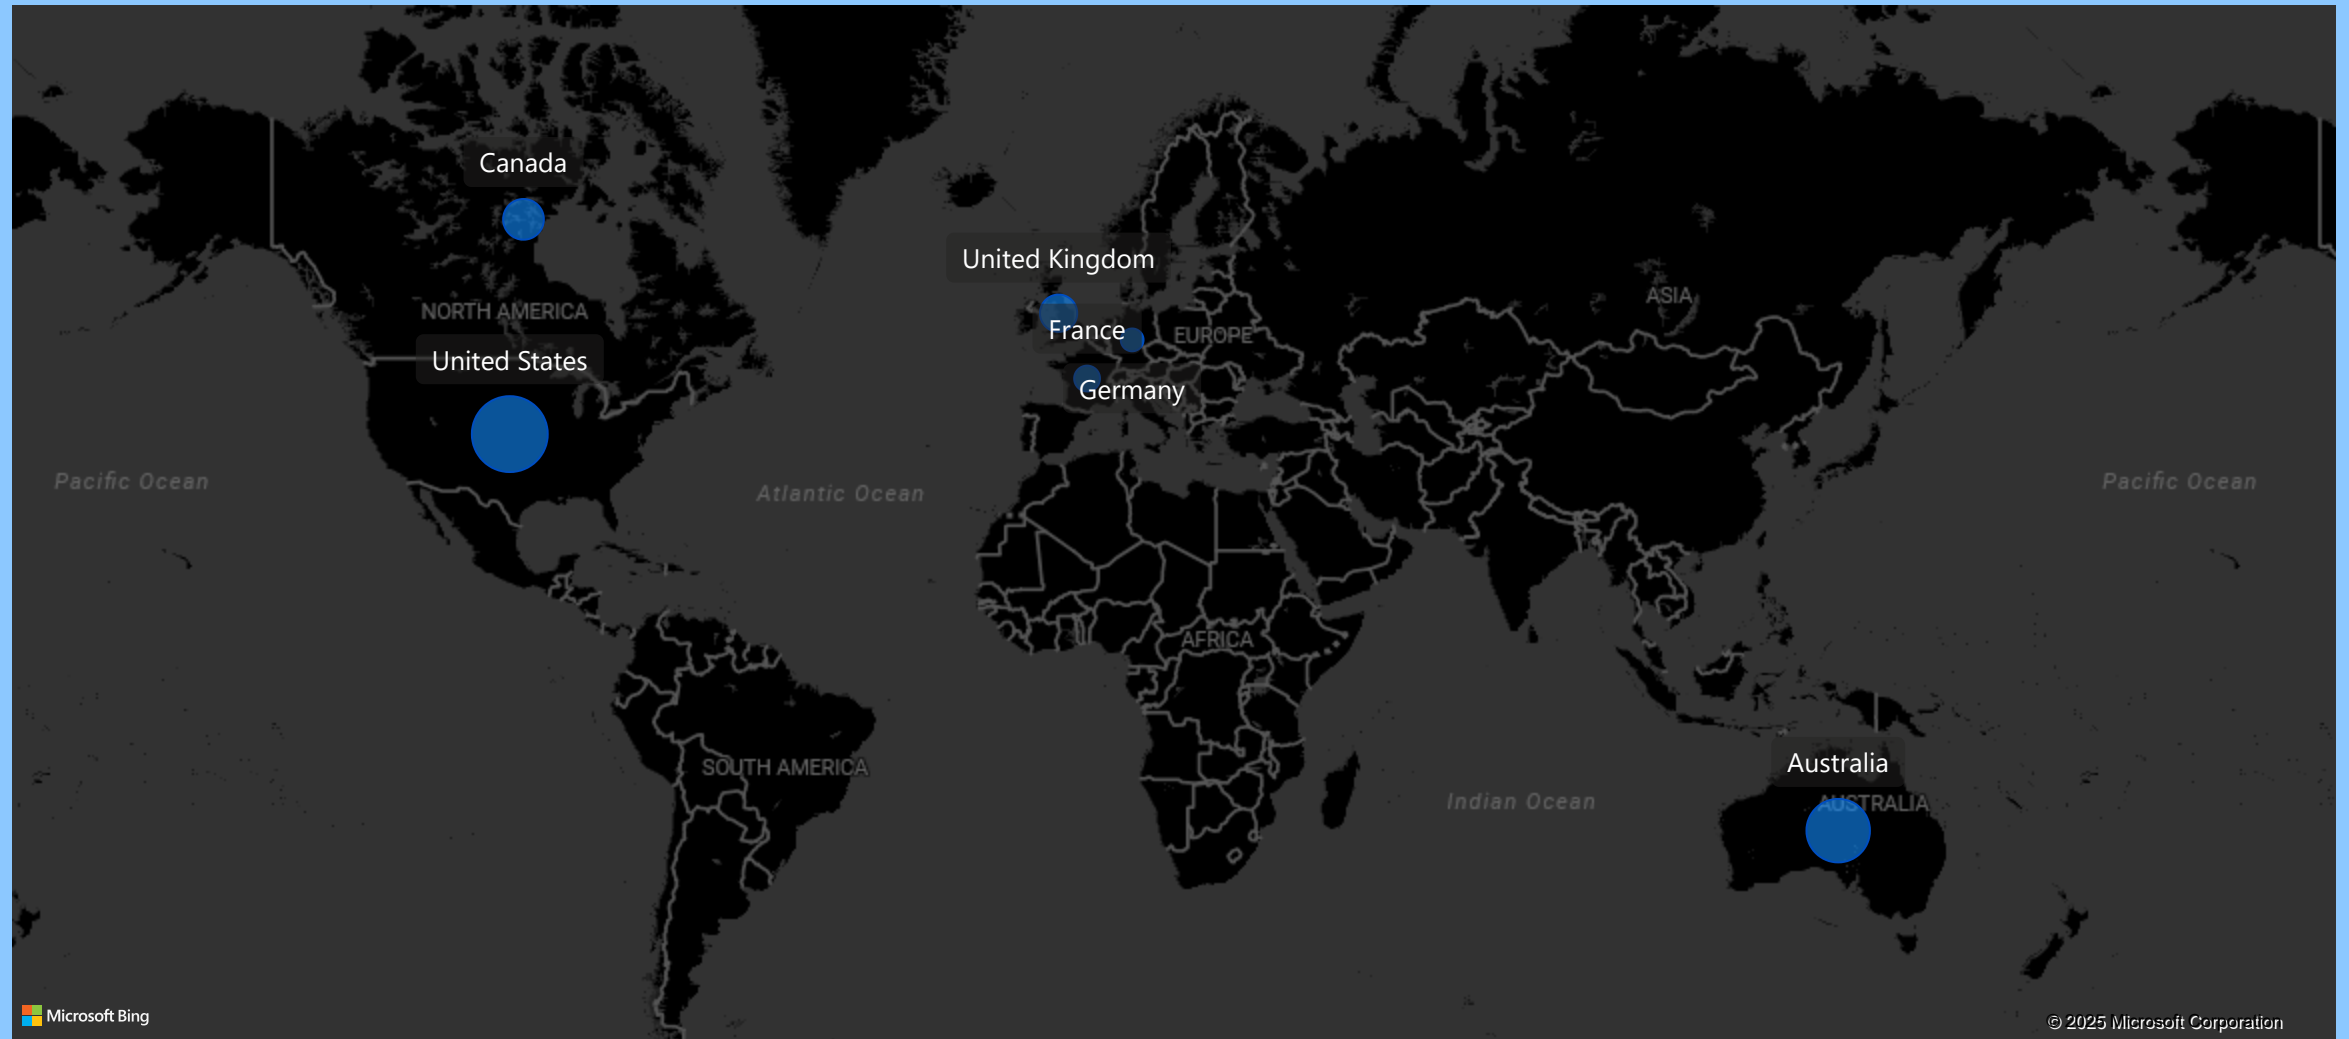 Canada
United Kingdom
NORTH AMERICA
ASIA
France
EUROPE
United States
Germany
Pacific Ocean
Atlantic Ocean
Pacific Ocean
AFRICA
SOUTH AMERICA
Australia
Indian Ocean
AUSTRALIA
Microsoft Bing
© 2025 Microsoft Corporation